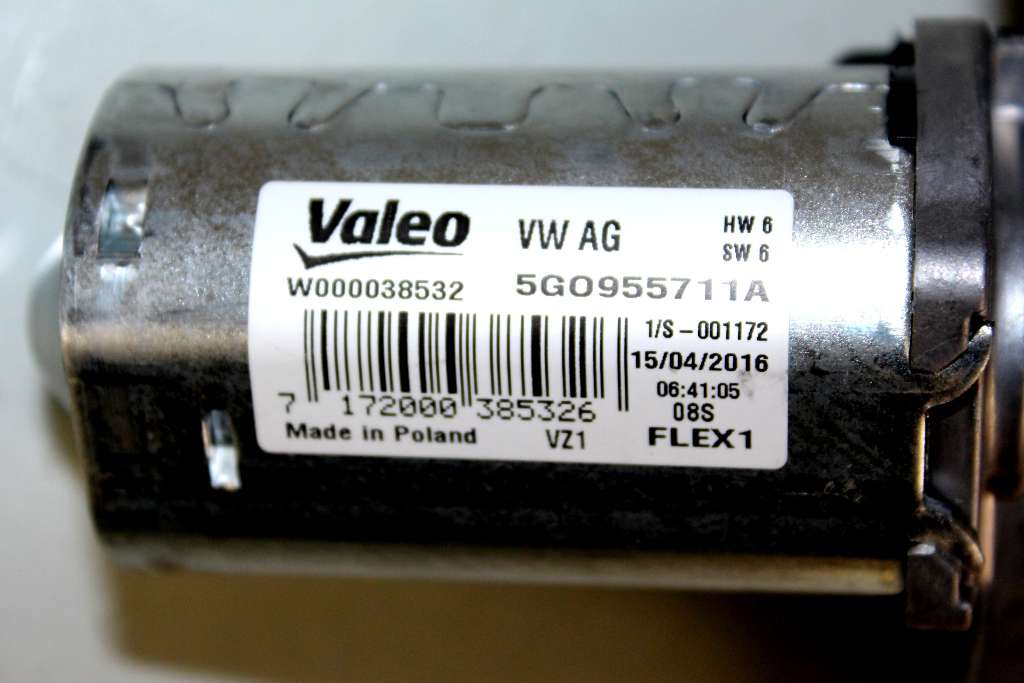 Valeo
VW AG
HW 6
SW 6
W000038532
5G0955711A
1/S - 001172
15/04/2016
06:41:05
7 172000 385326
08S
Made in Poland
VZ1
FLEX1